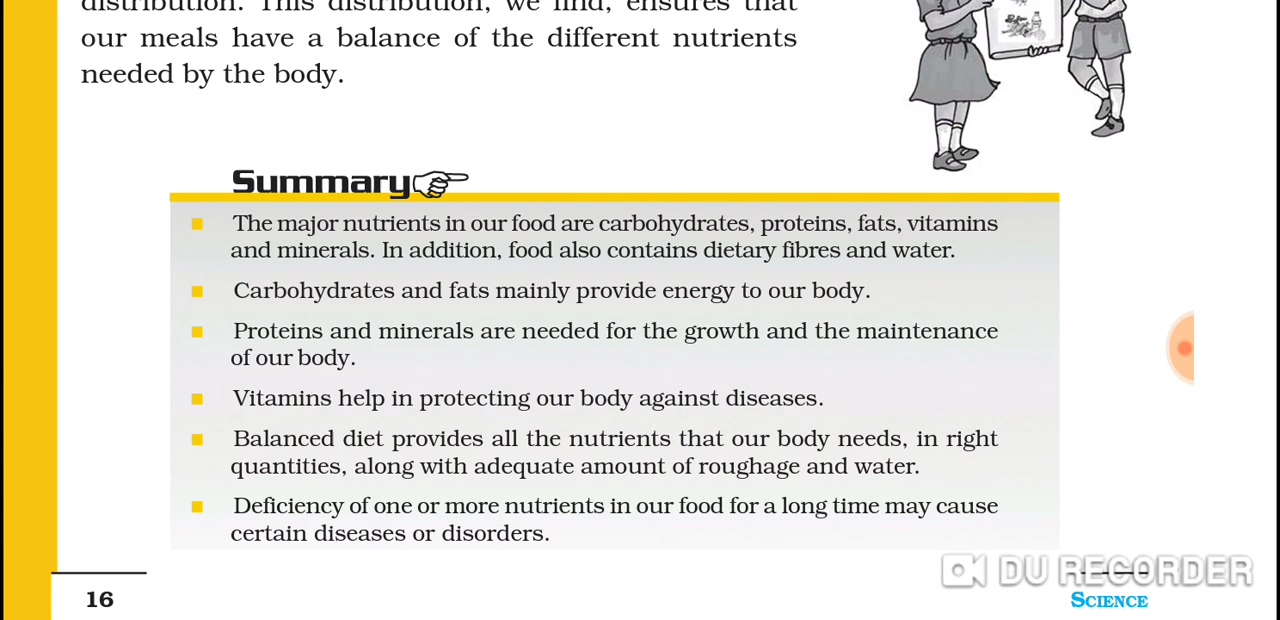 distribution. This distribution, we find, ensures that
our meals have a balance of the different nutrients
needed by the body.
Summary
The major nutrients in our food are carbohydrates, proteins, fats, vitamins
and minerals. In addition, food also contains dietary fibres and water.
Carbohydrates and fats mainly provide energy to our body.
Proteins and minerals are needed for the growth and the maintenance
of our body.
Vitamins help in protecting our body against diseases.
Balanced diet provides all the nutrients that our body needs, in right
quantities, along with adequate amount of roughage and water.
Deficiency of one or more nutrients in our food for a long time may cause
certain diseases or disorders.
DU RECORDER
16
SCIENCE